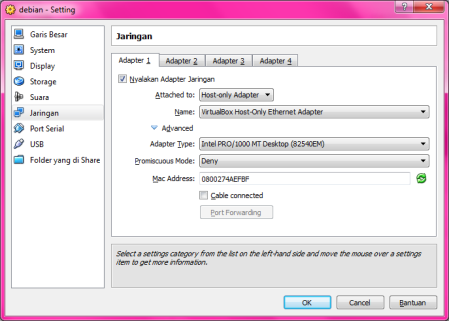 debian - Setting
Garis Besar
System
Display
Storage
Suara
Jaringan
Port Serial
USB
Folder yang di Share
Jaringan
Adapter 1 Adapter 2 Adapter 3 Adapter 4
Nyalakan Adapter Jaringan
Attached to: Host-only Adapter
Name: VirtualBox Host-Only Ethernet Adapter
Advanced
Adapter Type: Intel PRO/1000 MT Desktop (82540EM)
Promiscuous Mode: Deny
Mac Address: 0800274AEFBF
Cable connected
Port Forwarding
Select a settings category from the list on the left-hand side and move the mouse over a settings
item to get more information.
OK Cancel Bantuan